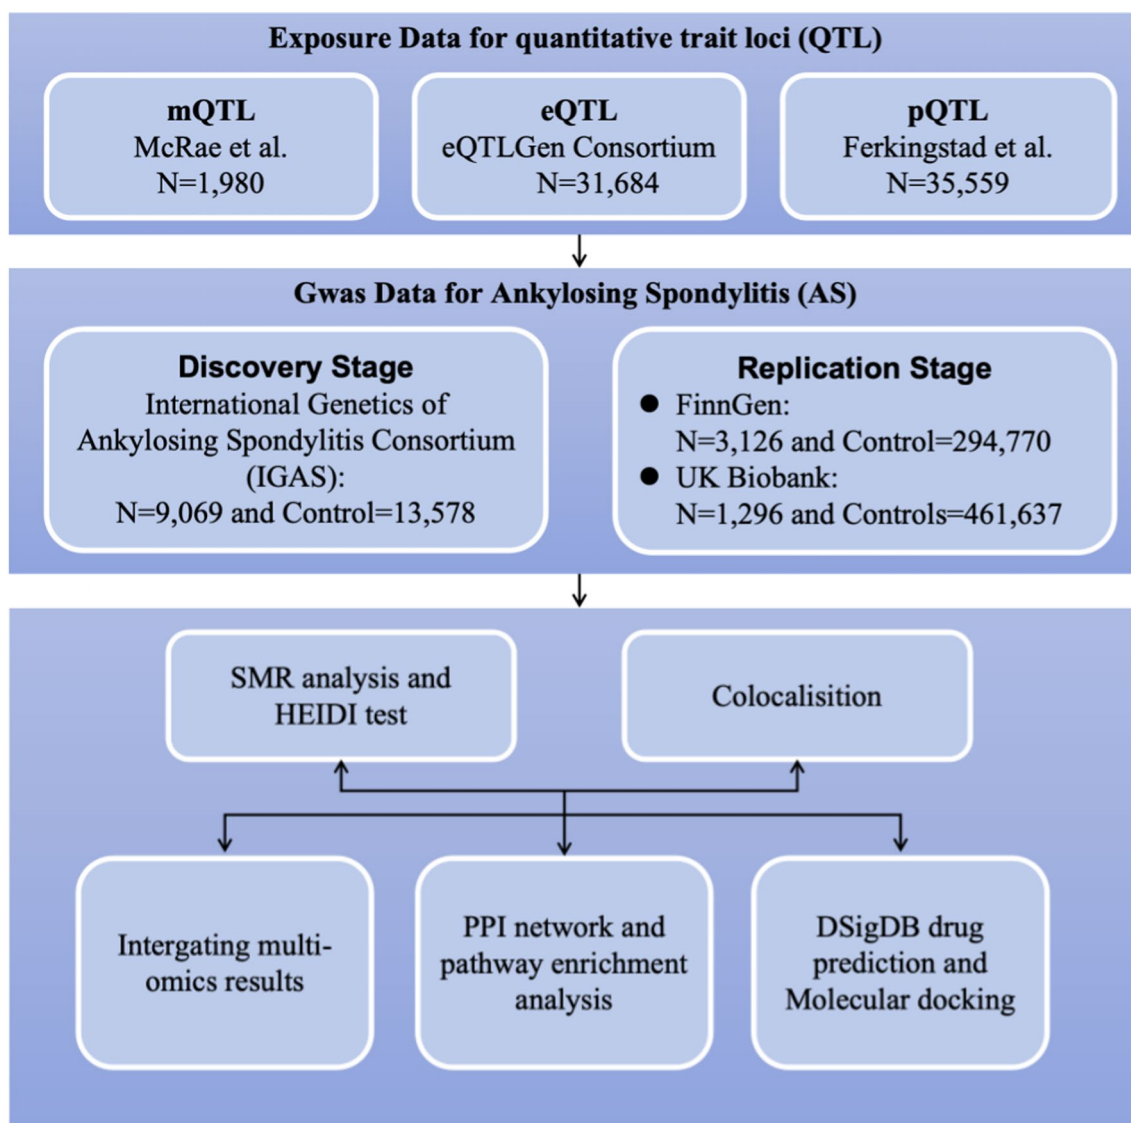 Exposure Data for quantitative trait loci (QTL)
mQTL
McRae et al.
N=1,980
eQTL
eQTLGen Consortium
N=31,684
pQTL
Ferkingstad et al.
N=35,559
Gwas Data for Ankylosing Spondylitis (AS)
Discovery Stage
International Genetics of
Ankylosing Spondylitis Consortium
(IGAS):
N=9,069 and Control=13,578
Replication Stage
● FinnGen:
N=3,126 and Control=294,770
● UK Biobank:
N=1,296 and Controls=461,637
SMR analysis and
HEIDI test
Colocalisition
Intergating multi-
omics results
PPI network and
pathway enrichment
analysis
DSigDB drug
prediction and
Molecular docking